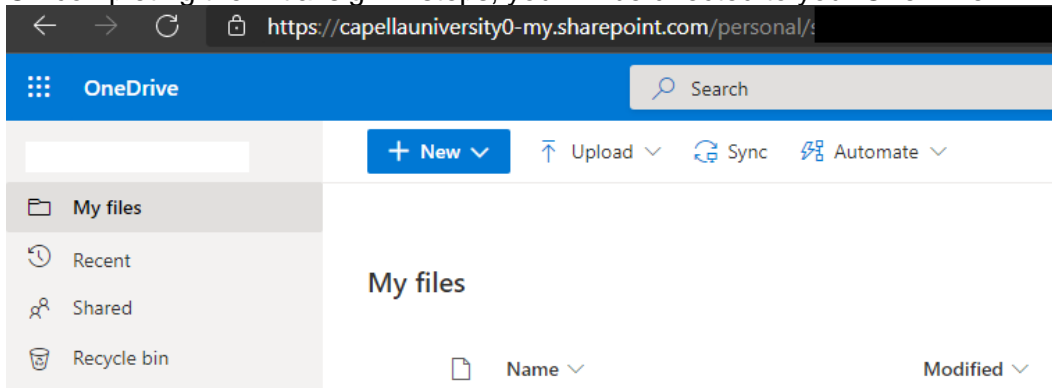 https://capellauniversity0-my.sharepoint.com/personal/
OneDrive
Search
New
Upload
Sync
Automate
My files
Recent
Shared
Recycle bin
My files
Name
Modified